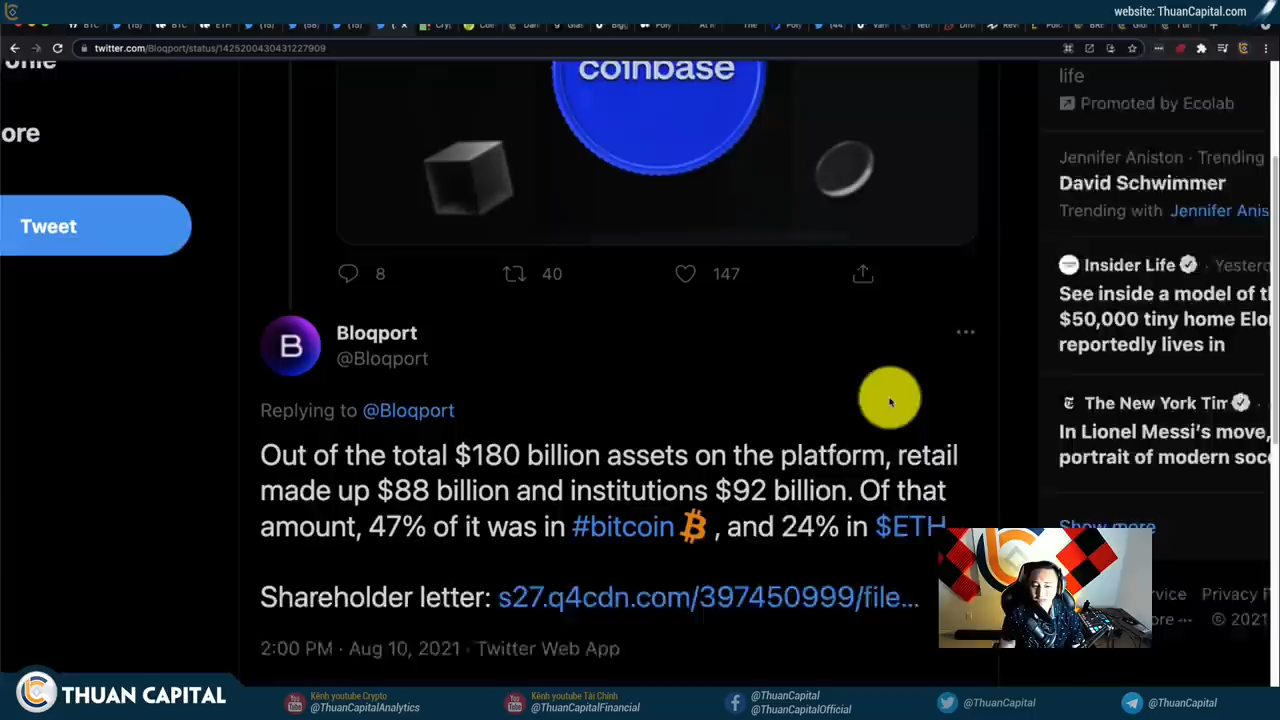 website: ThuanCapital.com
twitter.com/Bloqport/status/1425200430431227909
ore
Tweet
coinbase
8
40
147
Bloqport
@Bloqport
Replying to @Bloqport
Out of the total $180 billion assets on the platform, retail
made up $88 billion and institutions $92 billion. Of that
amount, 47% of it was in #bitcoin , and 24% in $ETH
Shareholder letter: s27.q4cdn.com/397450999/file...
2:00 PM · Aug 10, 2021 · Twitter Web App
life
Promoted by Ecolab
Jennifer Aniston · Trending
David Schwimmer
Trending with Jennifer Anis
Insider Life · Yestero
See inside a model of t
$50,000 tiny home Elo
reportedly lives in
The New York Tim
In Lionel Messi's move,
portrait of modern soc
Show more
rvice Privacy P
ore ··· © 2021
THUAN CAPITAL
Kênh youtube Crypto
@ThuanCapitalAnalytics
Kênh youtube Tài Chính
@ThuanCapitalFinancial
@ThuanCapital
@ThuanCapitalOfficial
@ThuanCapital
@ThuanCapital